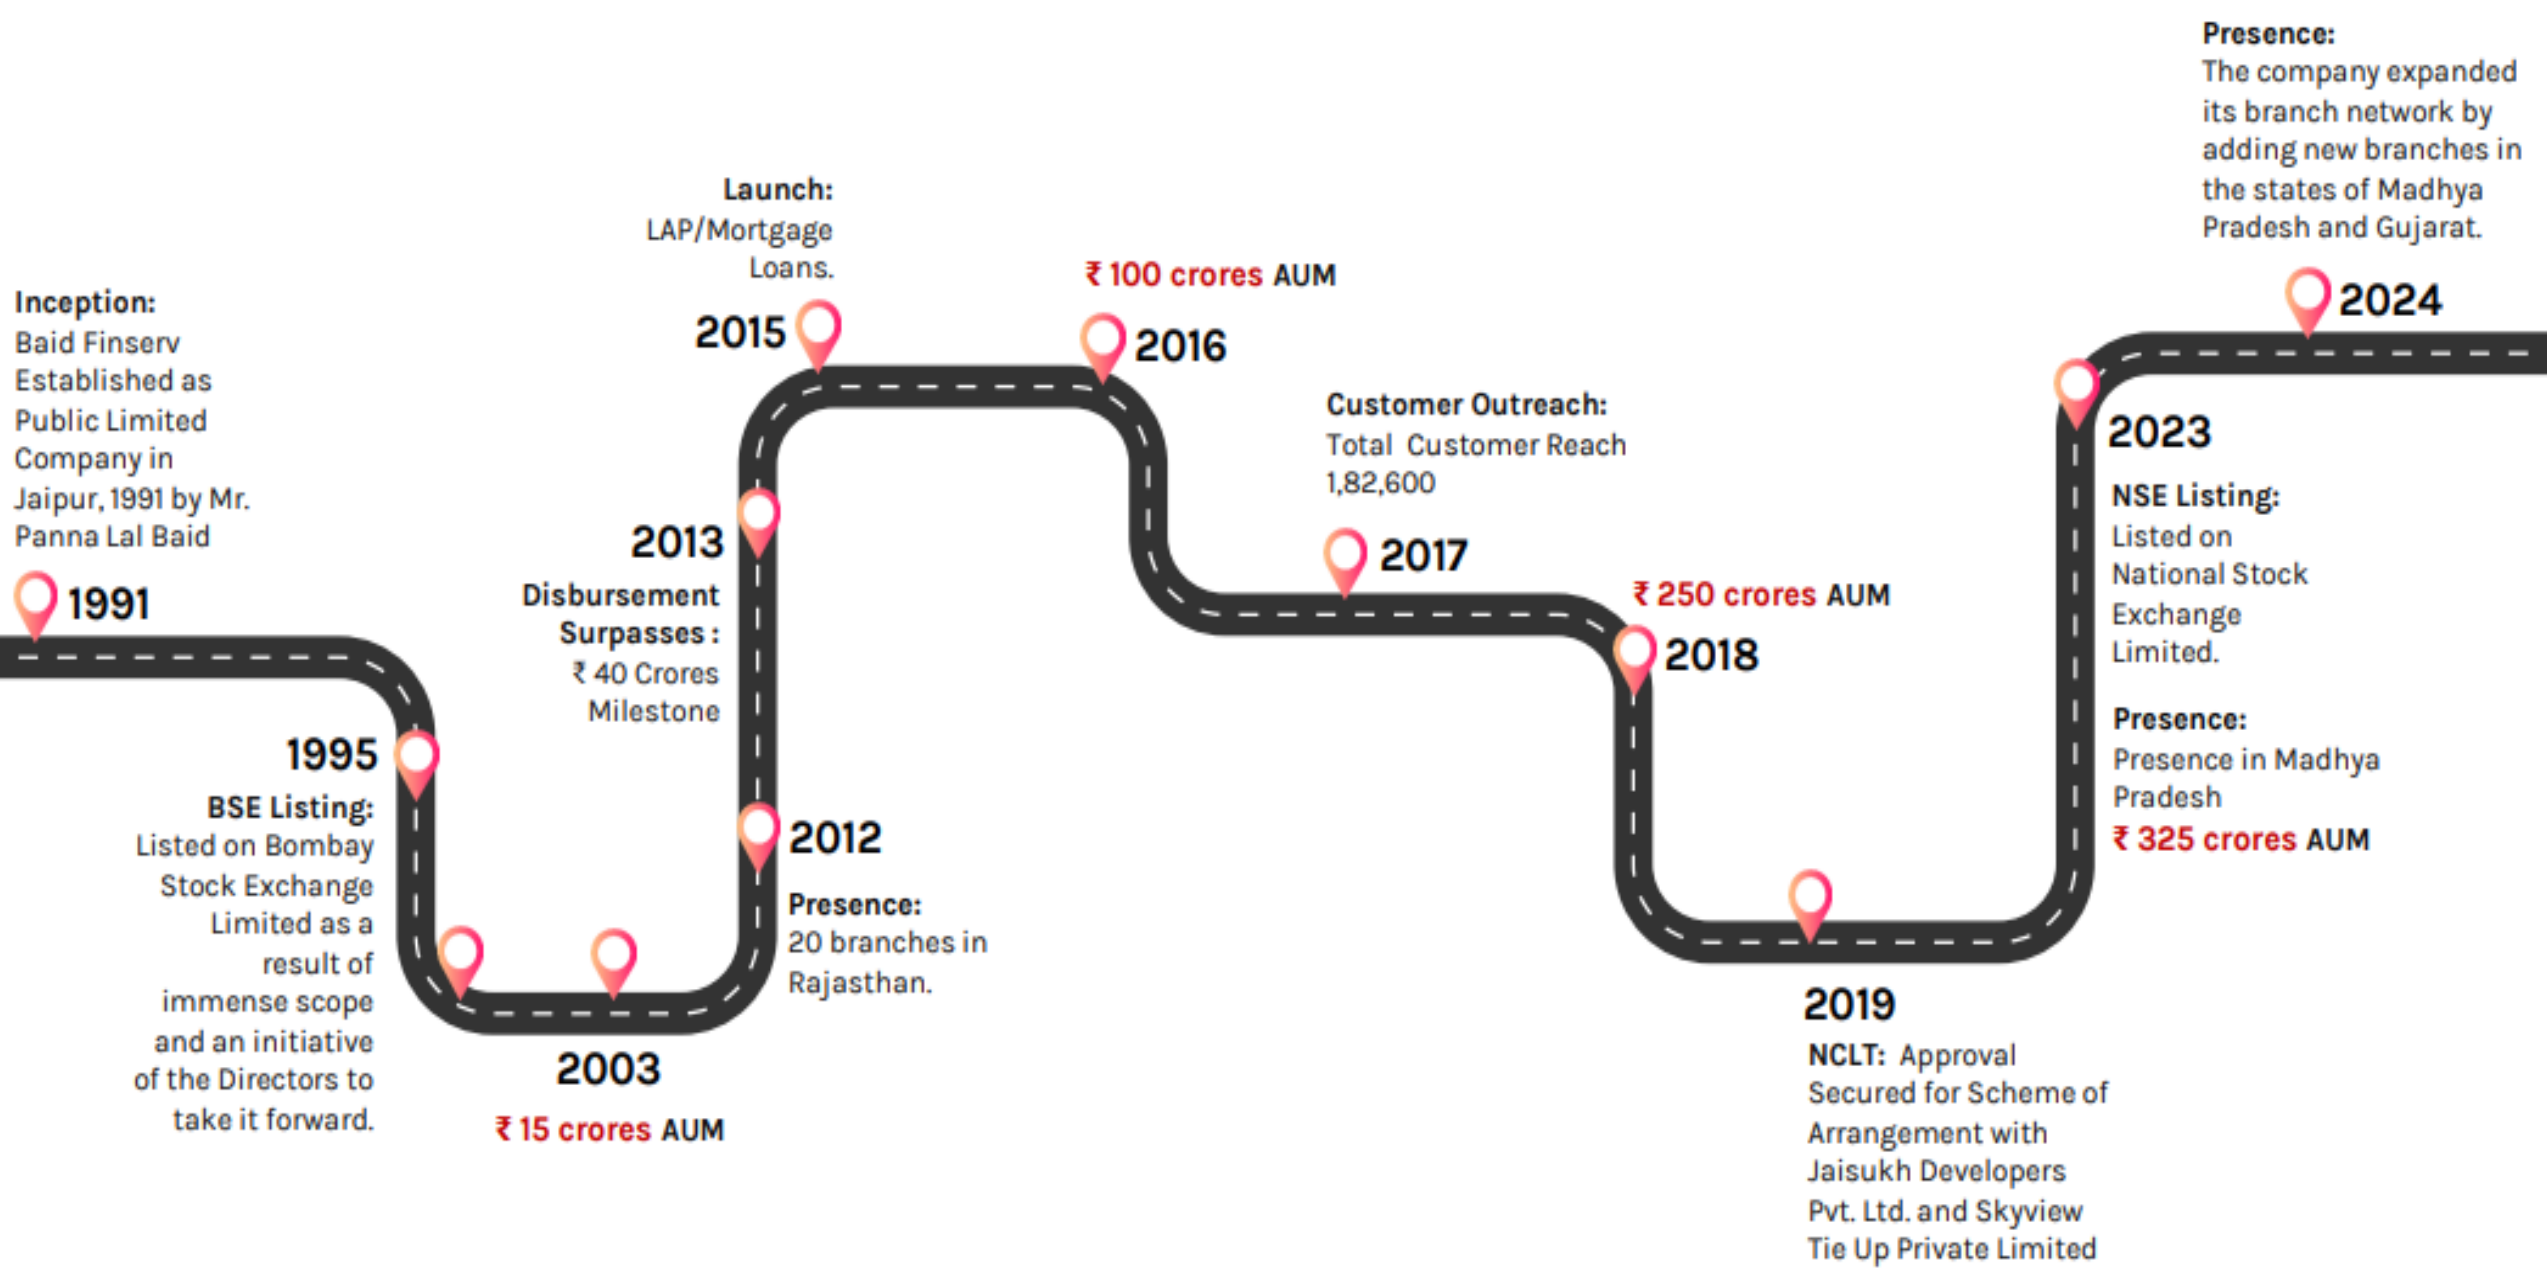 Inception:
Baid Finserv
Established as
Public Limited
Company in
Jaipur, 1991 by Mr.
Panna Lal Baid
1991
1995
BSE Listing:
Listed on Bombay
Stock Exchange
Limited as a
result of
immense scope
and an initiative
of the Directors to
take it forward.
2003
₹ 15 crores AUM
2012
Presence:
20 branches in
Rajasthan.
2013
Disbursement
Surpasses :
₹ 40 Crores
Milestone
Launch:
LAP/Mortgage
Loans.
2015
₹ 100 crores AUM
2016
Customer Outreach:
Total Customer Reach
1,82,600
2017
₹ 250 crores AUM
2018
2019
NCLT: Approval
Secured for Scheme of
Arrangement with
Jaisukh Developers
Pvt. Ltd. and Skyview
Tie Up Private Limited
2023
NSE Listing:
Listed on
National Stock
Exchange
Limited.
Presence:
Presence in Madhya
Pradesh
₹ 325 crores AUM
Presence:
The company expanded
its branch network by
adding new branches in
the states of Madhya
Pradesh and Gujarat.
2024